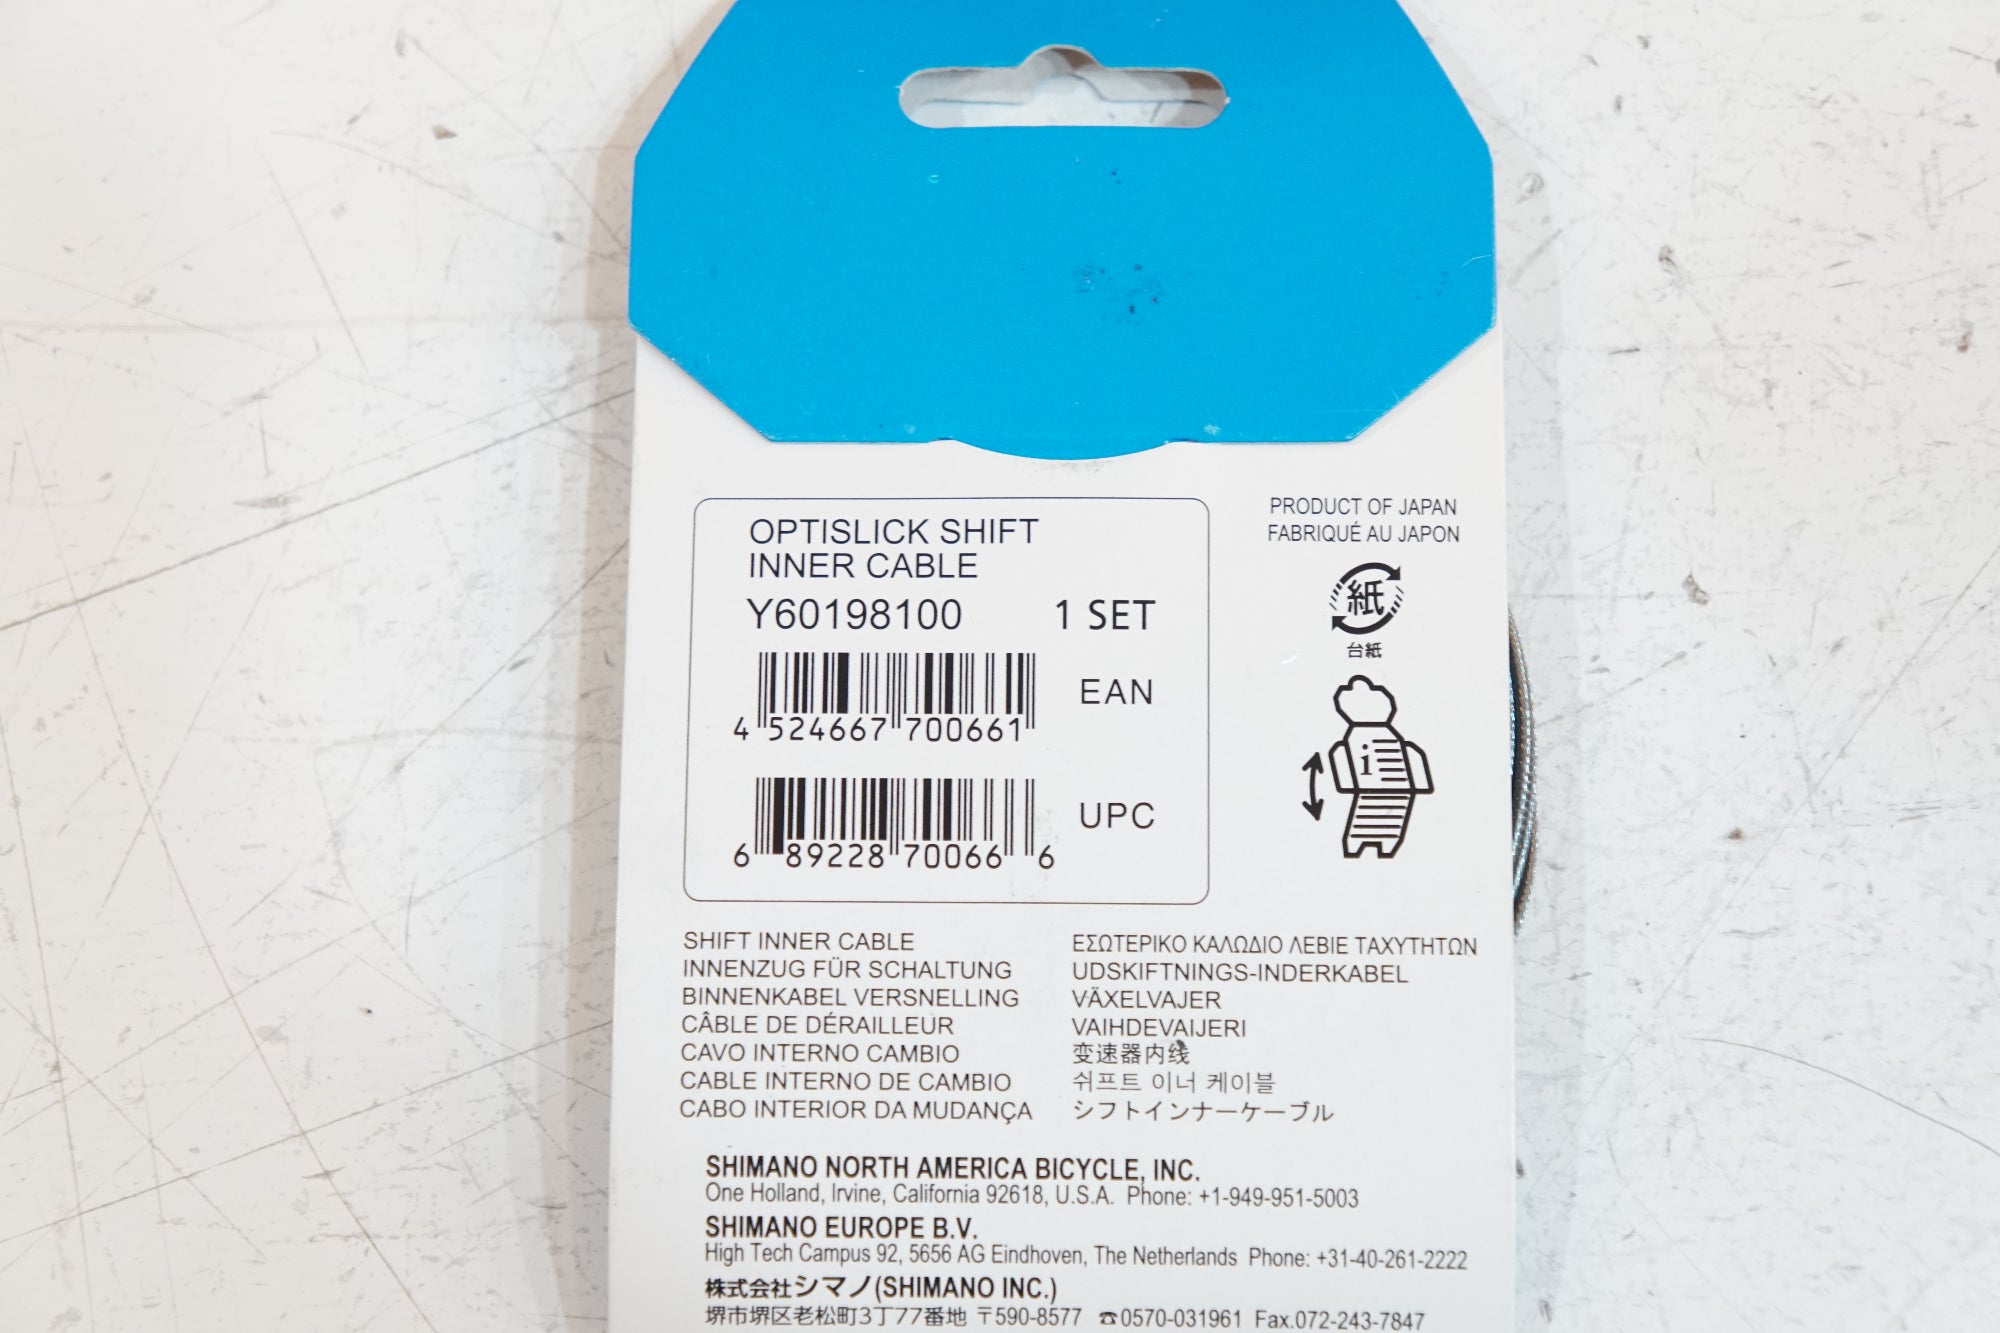 OPTISLICK SHIFT
INNER CABLE
Y60198100 1 SET
4 524667 700661 EAN
6 89228 70066 6 UPC
PRODUCT OF JAPAN
FABRIQUÉ AU JAPON
紙
台紙
i
SHIFT INNER CABLE
INNENZUG FÜR SCHALTUNG
BINNENKABEL VERSNELLING
CÂBLE DE DÉRAILLEUR
CAVO INTERNO CAMBIO
CABLE INTERNO DE CAMBIO
CABO INTERIOR DA MUDANÇA
ΕΣΩΤΕΡΙΚΟ ΚΑΛΩΔΙΟ ΛΕΒΙΕ ΤΑΧΥΤΗΤΩΝ
UDSKIFTNINGS-INDERKABEL
VÄXELVAJER
VAIHDEVAIJERI
变速器内线
쉬프트 이너 케이블
シフトインナーケーブル
SHIMANO NORTH AMERICA BICYCLE, INC.
One Holland, Irvine, California 92618, U.S.A. Phone: +1-949-951-5003
SHIMANO EUROPE B.V.
High Tech Campus 92, 5656 AG Eindhoven, The Netherlands Phone: +31-40-261-2222
株式会社シマノ(SHIMANO INC.)
堺市堺区老松町3丁77番地 〒590-8577 ☎0570-031961 Fax.072-243-7847